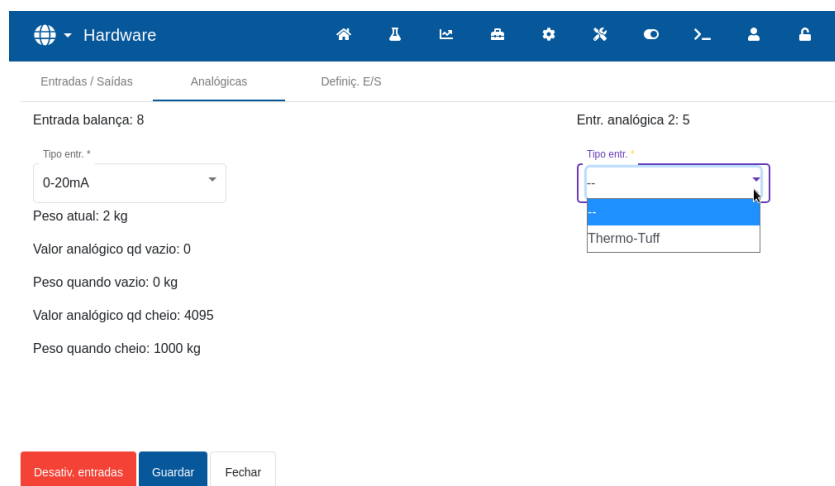 Hardware
Entradas / Saídas Analógicas Definiç. E/S
Entrada balança: 8
Tipo entr. *
0-20mA
Peso atual: 2 kg
Valor analógico qd vazio: 0
Peso quando vazio: 0 kg
Valor analógico qd cheio: 4095
Peso quando cheio: 1000 kg
Entr. analógica 2: 5
Tipo entr. *
--
--
Thermo-Tuff
Desativ. entradas Guardar Fechar